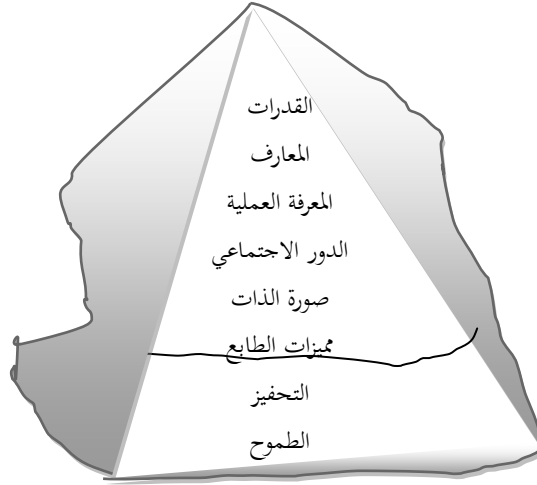 القدرات
المعارف
المعرفة العملية
الدور الاجتماعي
صورة الذات
مميزات الطابع
التحفيز
الطموح